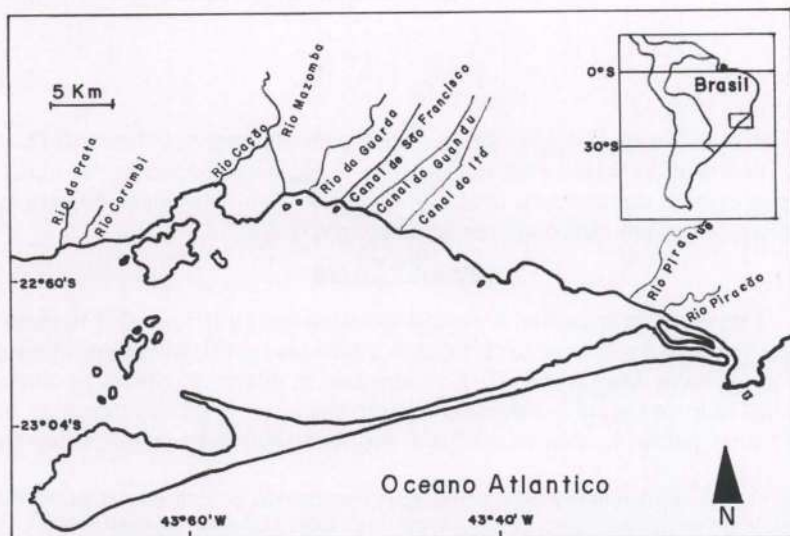 5 Km
Rio da Prata
Rio Corumbi
Rio Cação
Rio Mazomba
Rio da Guarda
Canal de São Francisco
Canal do Guandu
Canal do Itá
Rio Piraquê
Rio Piracão
0°S
Brasil
30°S
22°60'S
23°04'S
Oceano Atlantico
N
43°60'W
43°40'W